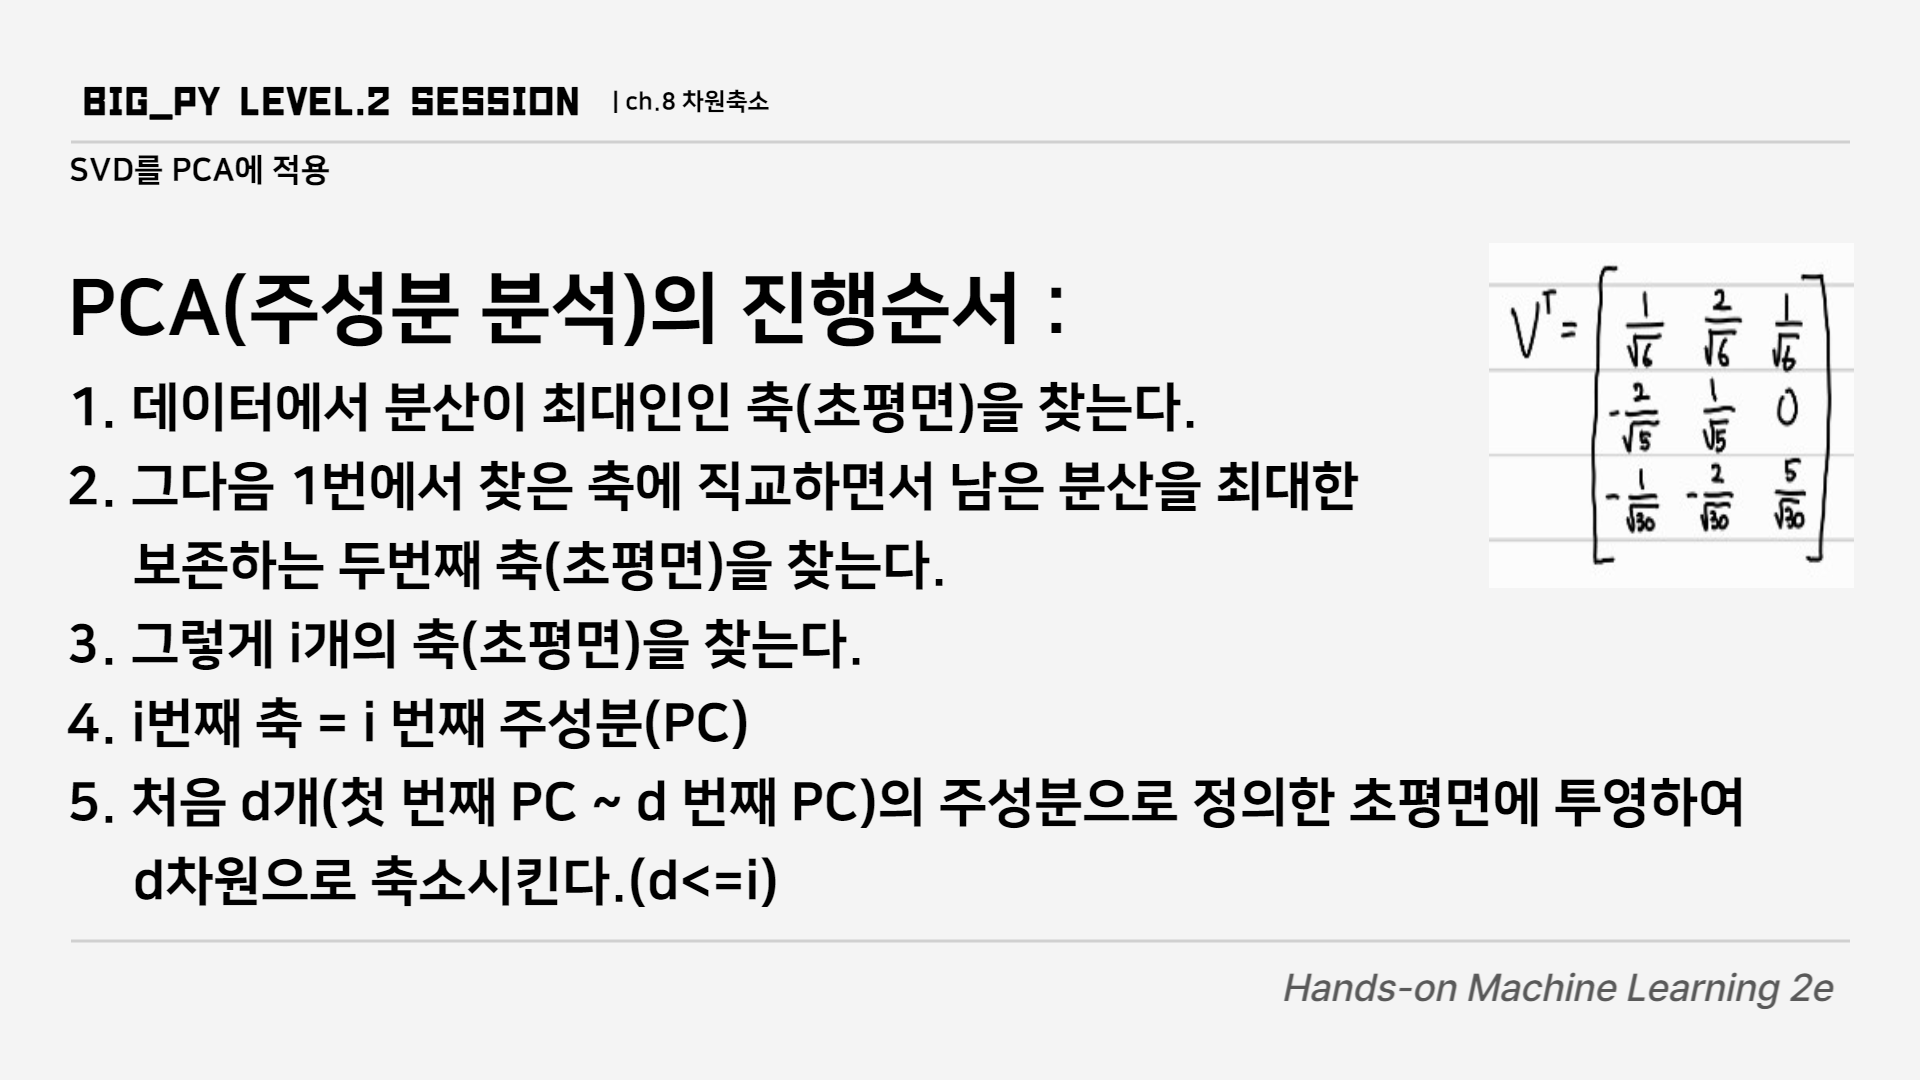 BIG_PY LEVEL.2 SESSION | ch.8 차원축소
SVD를 PCA에 적용
PCA(주성분 분석)의 진행순서 :
1. 데이터에서 분산이 최대인인 축(초평면)을 찾는다.
2. 그다음 1번에서 찾은 축에 직교하면서 남은 분산을 최대한
보존하는 두번째 축(초평면)을 찾는다.
3. 그렇게 i개의 축(초평면)을 찾는다.
4. i번째 축 = i 번째 주성분(PC)
5. 처음 d개(첫 번째 PC ~ d 번째 PC)의 주성분으로 정의한 초평면에 투영하여
d차원으로 축소시킨다.(d<=i)
V^T = [ 1/√6 2/√6 1/√6
-2/√5 1/√5 0
-1/√30 -2/√30 5/√30 ]
Hands-on Machine Learning 2e